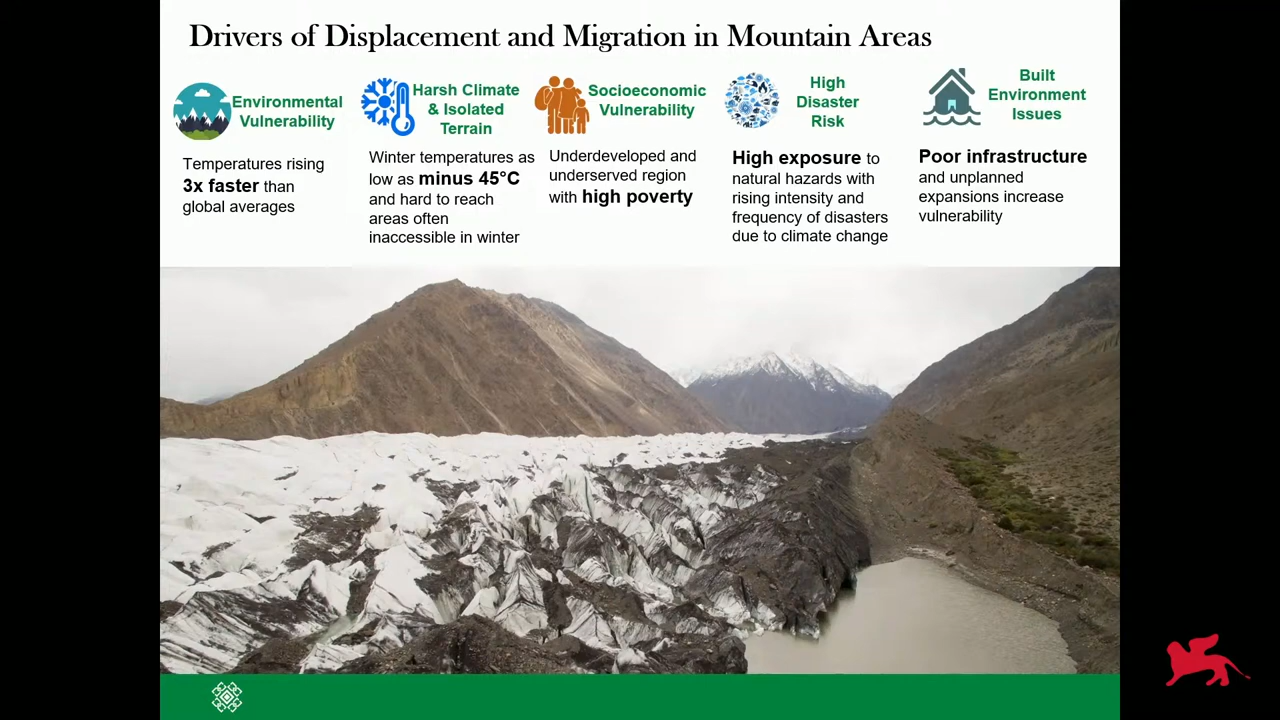 Drivers of Displacement and Migration in Mountain Areas
Environmental
Vulnerability
Temperatures rising
3x faster than
global averages
Harsh Climate
& Isolated
Terrain
Winter temperatures as
low as minus 45°C
and hard to reach
areas often
inaccessible in winter
Socioeconomic
Vulnerability
Underdeveloped and
underserved region
with high poverty
High
Disaster
Risk
High exposure to
natural hazards with
rising intensity and
frequency of disasters
due to climate change
Built
Environment
Issues
Poor infrastructure
and unplanned
expansions increase
vulnerability